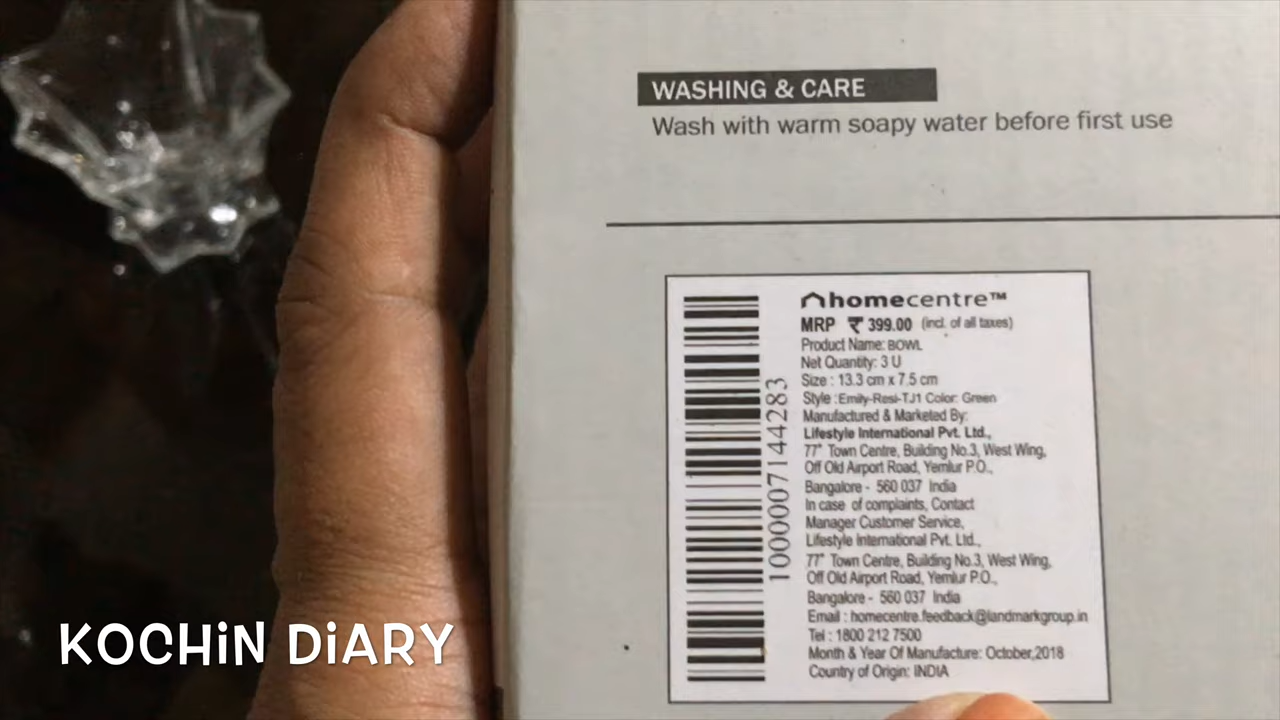 WASHING & CARE
Wash with warm soapy water before first use
homecentre™
MRP ₹ 399.00 (incl. of all taxes)
Product Name: BOWL
Net Quantity: 3 U
Size : 13.3 cm x 7.5 cm
Style : Emily-Resi-TJ1 Color: Green
Manufactured & Marketed By:
Lifestyle International Pvt. Ltd.,
77° Town Centre, Building No.3, West Wing,
Off Old Airport Road, Yemlur P.O.,
Bangalore - 560 037 India
In case of complaints, Contact
Manager Customer Service,
Lifestyle International Pvt. Ltd.,
77° Town Centre, Building No.3, West Wing,
Off Old Airport Road, Yemlur P.O.,
Bangalore - 560 037 India
Email : homecentre.feedback@landmarkgroup.in
Tel : 1800 212 7500
Month & Year Of Manufacture: October,2018
Country of Origin: INDIA
1000007144283
KOCHiN DiARY